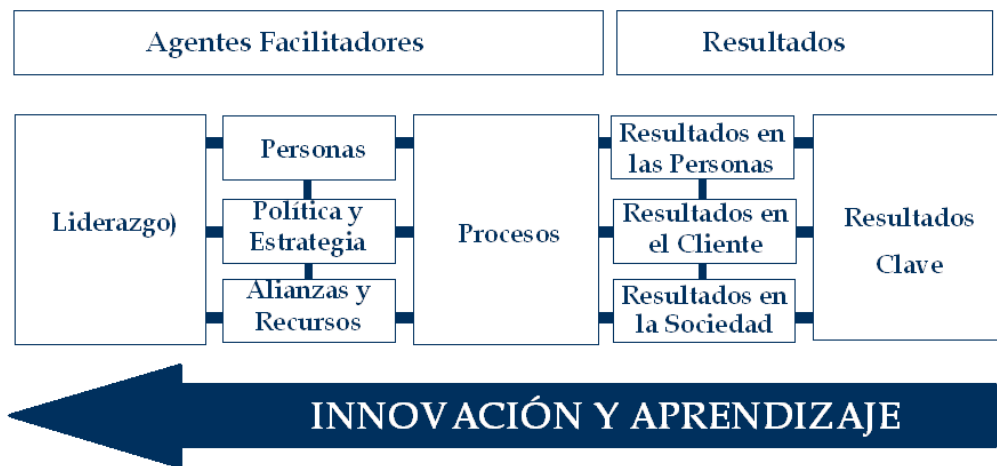 Agentes Facilitadores
Resultados
Liderazgo)
Personas
Política y
Estrategia
Alianzas y
Recursos
Procesos
Resultados en
las Personas
Resultados en
el Cliente
Resultados en
la Sociedad
Resultados
Clave
INNOVACIÓN Y APRENDIZAJE